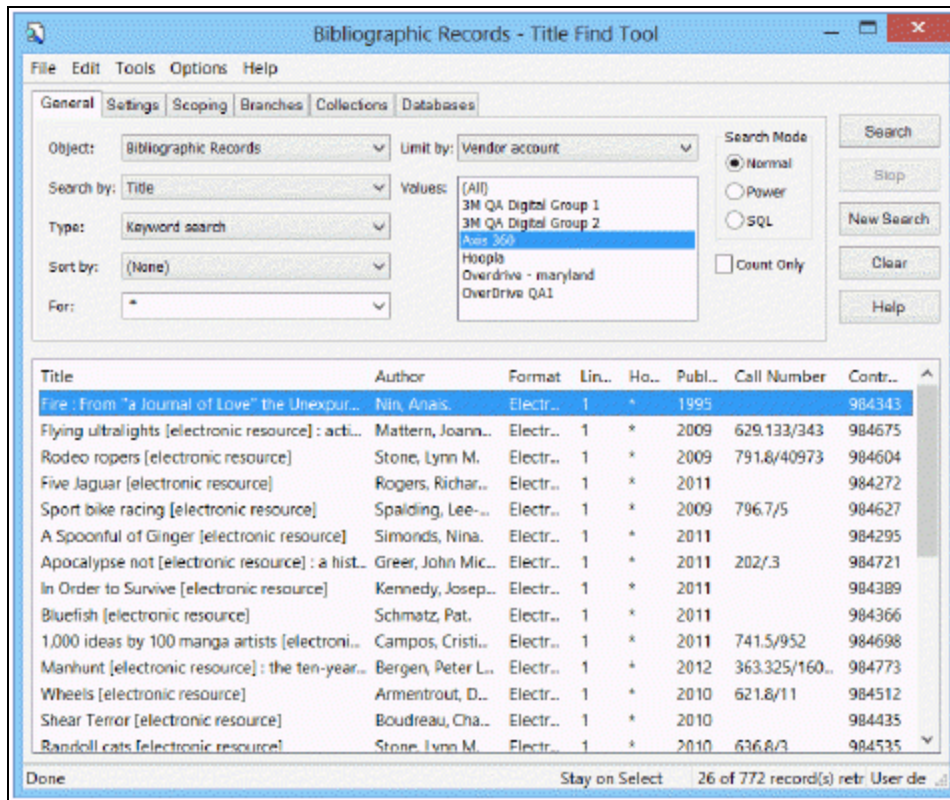 Bibliographic Records - Title Find Tool
File Edit Tools Options Help
General Settings Scoping Branches Collections Databases
Object: Bibliographic Records Limit by: Vendor account Search Mode Search
Search by: Title Values: (All) Normal Stop
3M QA Digital Group 1 Power
Type: Keyword search 3M QA Digital Group 2 SQL New Search
Axis 360
Sort by: (None) Hoopla Count Only Clear
Overdrive - maryland
For: * OverDrive QA1 Help
Title Author Format Lin... Ho... Publ... Call Number Contr...
Fire : From "a Journal of Love" the Unexpur... Nin, Anais. Electr... 1 * 1995 984343
Flying ultralights [electronic resource] : acti... Mattern, Joann... Electr... 1 * 2009 629.133/343 984675
Rodeo ropers [electronic resource] Stone, Lynn M. Electr... 1 * 2009 791.8/40973 984604
Five Jaguar [electronic resource] Rogers, Richar... Electr... 1 * 2011 984272
Sport bike racing [electronic resource] Spalding, Lee-... Electr... 1 * 2009 796.7/5 984627
A Spoonful of Ginger [electronic resource] Simonds, Nina. Electr... 1 * 2011 984295
Apocalypse not [electronic resource] : a hist... Greer, John Mic... Electr... 1 * 2011 202/.3 984721
In Order to Survive [electronic resource] Kennedy, Josep... Electr... 1 * 2011 984389
Bluefish [electronic resource] Schmatz, Pat. Electr... 1 * 2011 984366
1,000 ideas by 100 manga artists [electroni... Campos, Cristi... Electr... 1 * 2011 741.5/952 984698
Manhunt [electronic resource] : the ten-year... Bergen, Peter L... Electr... 1 * 2012 363.325/160... 984773
Wheels [electronic resource] Armentrout, D... Electr... 1 * 2010 621.8/11 984512
Shear Terror [electronic resource] Boudreau, Cha... Electr... 1 * 2010 984435
Ragdoll cats [electronic resource] Stone, Lynn M. Electr... 1 * 2010 636.8/3 984535
Done Stay on Select 26 of 772 record(s) retr User de